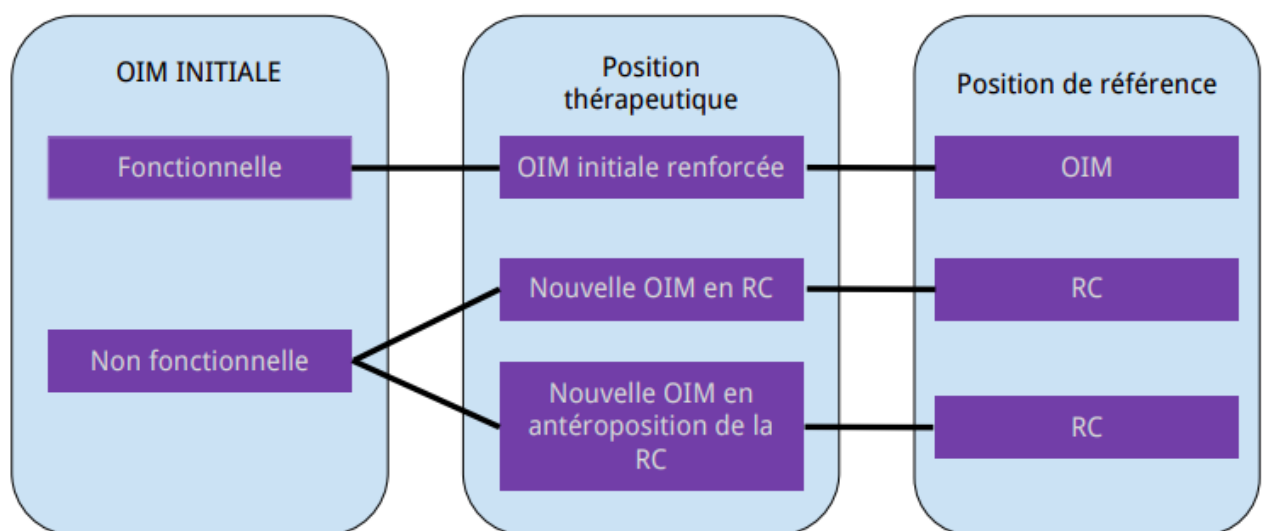 OIM INITIALE
Fonctionnelle
Non fonctionnelle
Position
thérapeutique
OIM initiale renforcée
Nouvelle OIM en RC
Nouvelle OIM en
antéroposition de la
RC
Position de référence
OIM
RC
RC